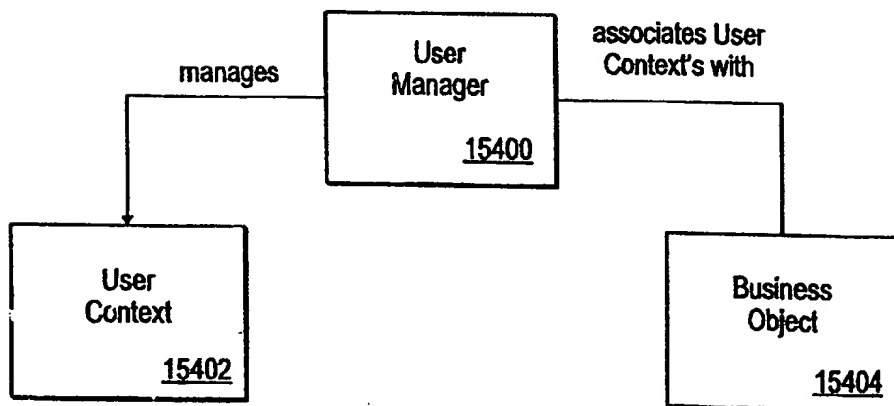 associates User
Context's with
User
Manager
manages
15400
User
Context
15402
Business
Object
15404